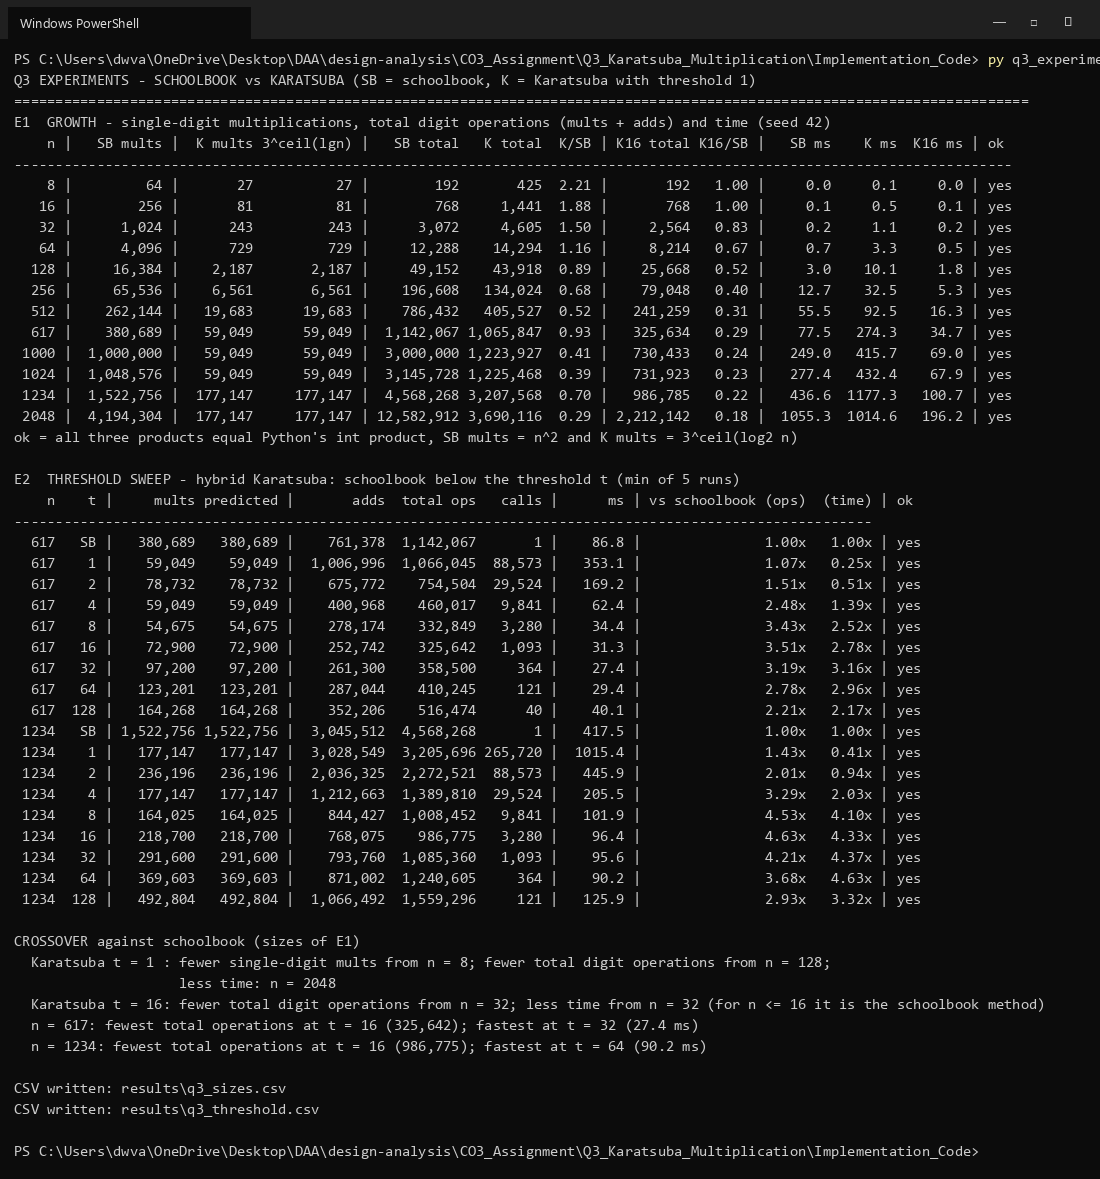 Windows PowerShell
PS C:\Users\dwva\OneDrive\Desktop\DAA\design-analysis\CO3_Assignment\Q3_Karatsuba_Multiplication\Implementation_Code> py q3_experime
Q3 EXPERIMENTS - SCHOOLBOOK vs KARATSUBA (SB = schoolbook, K = Karatsuba with threshold 1)
===========================================================================================================================
E1  GROWTH - single-digit multiplications, total digit operations (mults + adds) and time (seed 42)
    n |   SB mults |  K mults 3^ceil(lgn) |   SB total   K total  K/SB | K16 total K16/SB |   SB ms    K ms  K16 ms | ok
-------------------------------------------------------------------------------------------------------------------------
    8 |         64 |       27          27 |        192       425  2.21 |       192   1.00 |     0.0     0.1     0.0 | yes
   16 |        256 |       81          81 |        768     1,441  1.88 |       768   1.00 |     0.1     0.5     0.1 | yes
   32 |      1,024 |      243         243 |      3,072     4,605  1.50 |     2,564   0.83 |     0.2     1.1     0.2 | yes
   64 |      4,096 |      729         729 |     12,288    14,294  1.16 |     8,214   0.67 |     0.7     3.3     0.5 | yes
  128 |     16,384 |    2,187       2,187 |     49,152    43,918  0.89 |    25,668   0.52 |     3.0    10.1     1.8 | yes
  256 |     65,536 |    6,561       6,561 |    196,608   134,024  0.68 |    79,048   0.40 |    12.7    32.5     5.3 | yes
  512 |    262,144 |   19,683      19,683 |    786,432   405,527  0.52 |   241,259   0.31 |    55.5    92.5    16.3 | yes
  617 |    380,689 |   59,049      59,049 |  1,142,067 1,065,847  0.93 |   325,634   0.29 |    77.5   274.3    34.7 | yes
 1000 |  1,000,000 |   59,049      59,049 |  3,000,000 1,223,927  0.41 |   730,433   0.24 |   249.0   415.7    69.0 | yes
 1024 |  1,048,576 |   59,049      59,049 |  3,145,728 1,225,468  0.39 |   731,923   0.23 |   277.4   432.4    67.9 | yes
 1234 |  1,522,756 |  177,147     177,147 |  4,568,268 3,207,568  0.70 |   986,785   0.22 |   436.6  1177.3   100.7 | yes
 2048 |  4,194,304 |  177,147     177,147 | 12,582,912 3,690,116  0.29 | 2,212,142   0.18 |  1055.3  1014.6   196.2 | yes
ok = all three products equal Python's int product, SB mults = n^2 and K mults = 3^ceil(log2 n)
E2  THRESHOLD SWEEP - hybrid Karatsuba: schoolbook below the threshold t (min of 5 runs)
    n    t |     mults predicted |         adds  total ops   calls |      ms | vs schoolbook (ops)  (time) | ok
--------------------------------------------------------------------------------------------------------
  617   SB |   380,689   380,689 |      761,378  1,142,067       1 |    86.8 |               1.00x   1.00x | yes
  617    1 |    59,049    59,049 |    1,006,996  1,066,045  88,573 |   353.1 |               1.07x   0.25x | yes
  617    2 |    78,732    78,732 |      675,772    754,504  29,524 |   169.2 |               1.51x   0.51x | yes
  617    4 |    59,049    59,049 |      400,968    460,017   9,841 |    62.4 |               2.48x   1.39x | yes
  617    8 |    54,675    54,675 |      278,174    332,849   3,280 |    34.4 |               3.43x   2.52x | yes
  617   16 |    72,900    72,900 |      252,742    325,642   1,093 |    31.3 |               3.51x   2.78x | yes
  617   32 |    97,200    97,200 |      261,300    358,500     364 |    27.4 |               3.19x   3.16x | yes
  617   64 |   123,201   123,201 |      287,044    410,245     121 |    29.4 |               2.78x   2.96x | yes
  617  128 |   164,268   164,268 |      352,206    516,474      40 |    40.1 |               2.21x   2.17x | yes
 1234   SB | 1,522,756 1,522,756 |    3,045,512  4,568,268       1 |   417.5 |               1.00x   1.00x | yes
 1234    1 |   177,147   177,147 |    3,028,549  3,205,696 265,720 |  1015.4 |               1.43x   0.41x | yes
 1234    2 |   236,196   236,196 |    2,036,325  2,272,521  88,573 |   445.9 |               2.01x   0.94x | yes
 1234    4 |   177,147   177,147 |    1,212,663  1,389,810  29,524 |   205.5 |               3.29x   2.03x | yes
 1234    8 |   164,025   164,025 |      844,427  1,008,452   9,841 |   101.9 |               4.53x   4.10x | yes
 1234   16 |   218,700   218,700 |      768,075    986,775   3,280 |    96.4 |               4.63x   4.33x | yes
 1234   32 |   291,600   291,600 |      793,760  1,085,360   1,093 |    95.6 |               4.21x   4.37x | yes
 1234   64 |   369,603   369,603 |      871,002  1,240,605     364 |    90.2 |               3.68x   4.63x | yes
 1234  128 |   492,804   492,804 |    1,066,492  1,559,296     121 |   125.9 |               2.93x   3.32x | yes
CROSSOVER against schoolbook (sizes of E1)
  Karatsuba t = 1 : fewer single-digit mults from n = 8; fewer total digit operations from n = 128;
                    less time: n = 2048
  Karatsuba t = 16: fewer total digit operations from n = 32; less time from n = 32 (for n <= 16 it is the schoolbook method)
  n = 617: fewest total operations at t = 16 (325,642); fastest at t = 32 (27.4 ms)
  n = 1234: fewest total operations at t = 16 (986,775); fastest at t = 64 (90.2 ms)
CSV written: results\q3_sizes.csv
CSV written: results\q3_threshold.csv
PS C:\Users\dwva\OneDrive\Desktop\DAA\design-analysis\CO3_Assignment\Q3_Karatsuba_Multiplication\Implementation_Code>